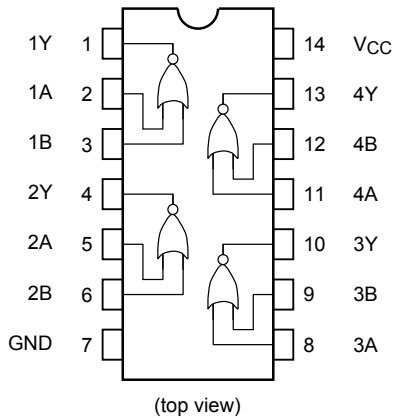 1Y 1 14 VCC
1A 2 13 4Y
1B 3 12 4B
2Y 4 11 4A
2A 5 10 3Y
2B 6 9 3B
GND 7 8 3A
(top view)